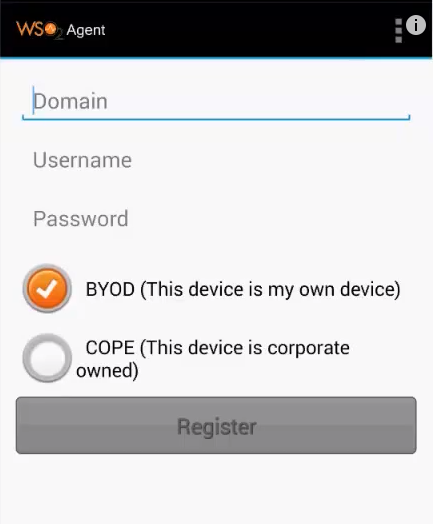 WSO2 Agent
Domain
Username
Password
BYOD (This device is my own device)
COPE (This device is corporate
owned)
Register